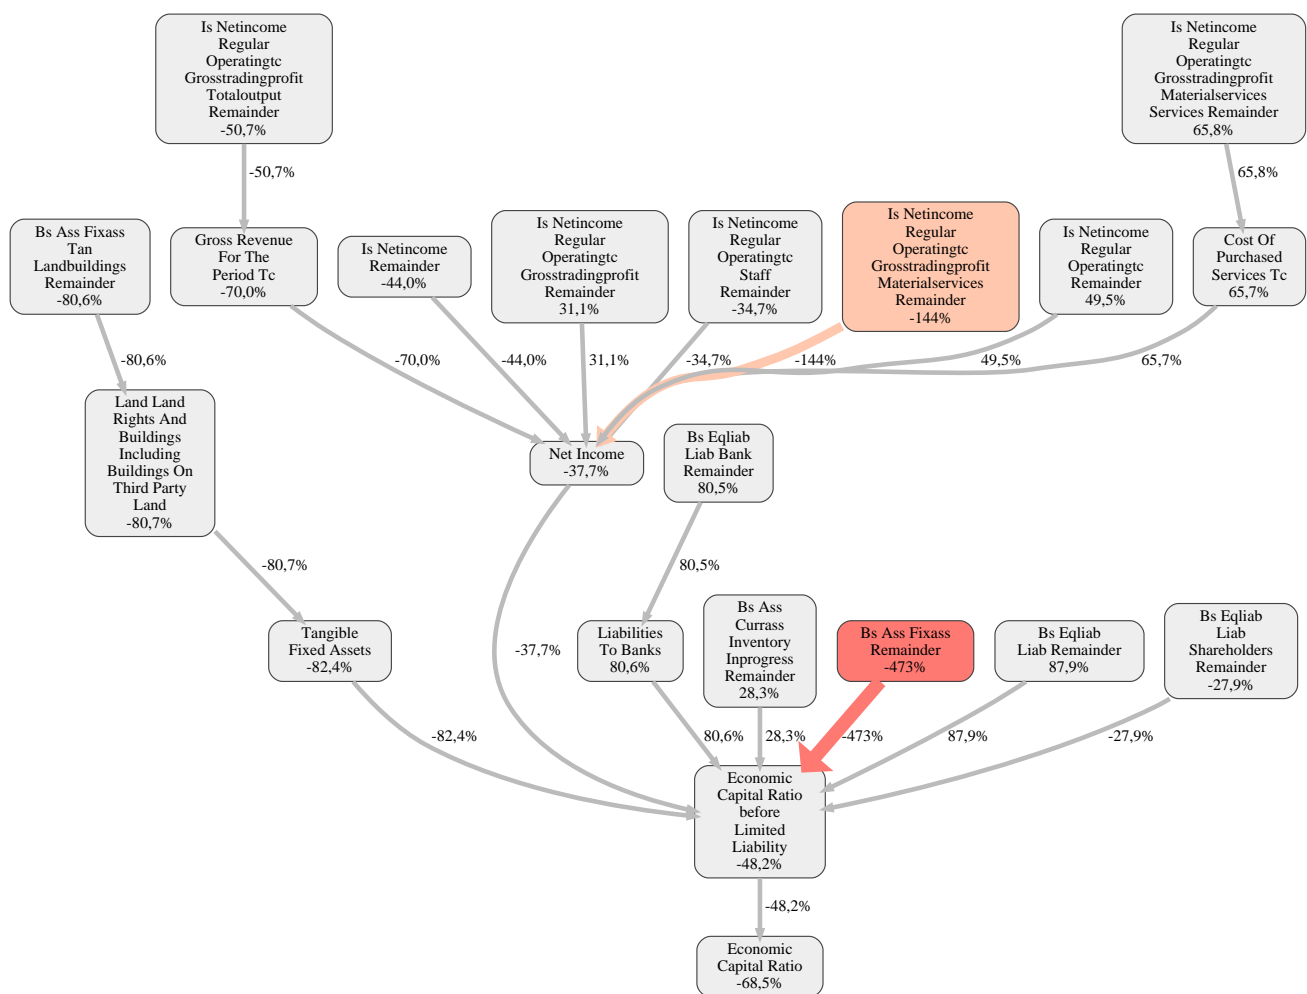 Is Netincome
Regular
Operatingtc
Grosstradingprofit
Totaloutput
Remainder
-50,7%
Is Netincome
Regular
Operatingtc
Grosstradingprofit
Materialservices
Services Remainder
65,8%
-50,7%
65,8%
Bs Ass Fixass
Tan
Landbuildings
Remainder
-80,6%
Gross Revenue
For The
Period Tc
-70,0%
Is Netincome
Remainder
-44,0%
Is Netincome
Regular
Operatingtc
Grosstradingprofit
Remainder
31,1%
Is Netincome
Regular
Operatingtc
Staff
Remainder
-34,7%
Is Netincome
Regular
Operatingtc
Grosstradingprofit
Materialservices
Remainder
-144%
Is Netincome
Regular
Operatingtc
Remainder
49,5%
Cost Of
Purchased
Services Tc
65,7%
-80,6%
-70,0%
-44,0%
31,1%
-34,7%
-144%
49,5%
65,7%
Land Land
Rights And
Buildings
Including
Buildings On
Third Party
Land
-80,7%
Net Income
-37,7%
Bs Eqliab
Liab Bank
Remainder
80,5%
-80,7%
80,5%
Tangible
Fixed Assets
-82,4%
-37,7%
Liabilities
To Banks
80,6%
Bs Ass
Currass
Inventory
Inprogress
Remainder
28,3%
Bs Ass Fixass
Remainder
-473%
Bs Eqliab
Liab Remainder
87,9%
Bs Eqliab
Liab
Shareholders
Remainder
-27,9%
-82,4%
80,6%
28,3%
-473%
87,9%
-27,9%
Economic
Capital Ratio
before
Limited
Liability
-48,2%
-48,2%
Economic
Capital Ratio
-68,5%